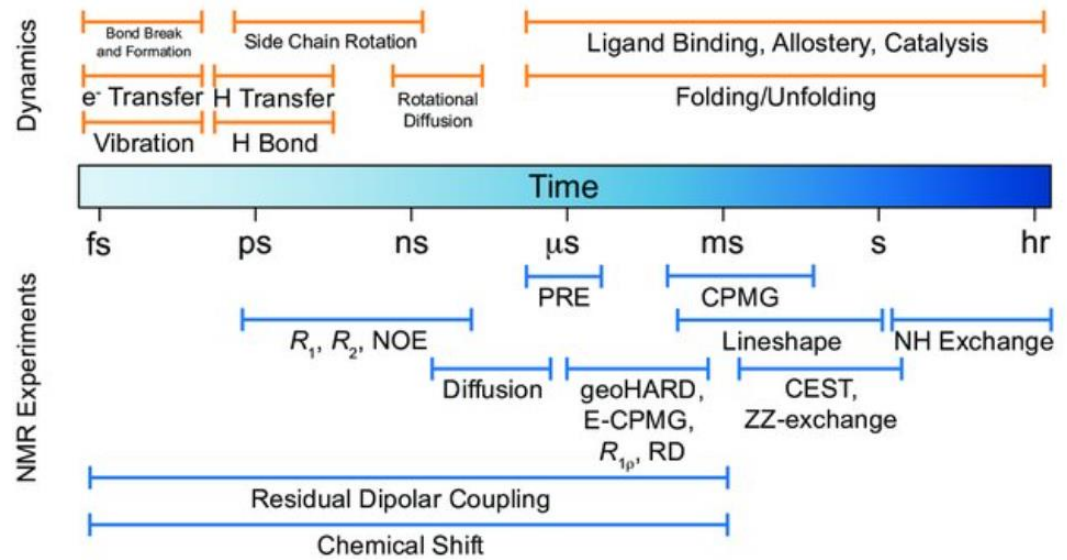 Dynamics
Bond Break
and Formation
Side Chain Rotation
Ligand Binding, Allostery, Catalysis
e⁻ Transfer
H Transfer
Rotational
Diffusion
Folding/Unfolding
Vibration
H Bond
Time
fs
ps
ns
μs
ms
s
hr
NMR Experiments
PRE
CPMG
R₁, R₂, NOE
Lineshape
NH Exchange
Diffusion
geoHARD,
E-CPMG,
R₁ᵨ, RD
CEST,
ZZ-exchange
Residual Dipolar Coupling
Chemical Shift